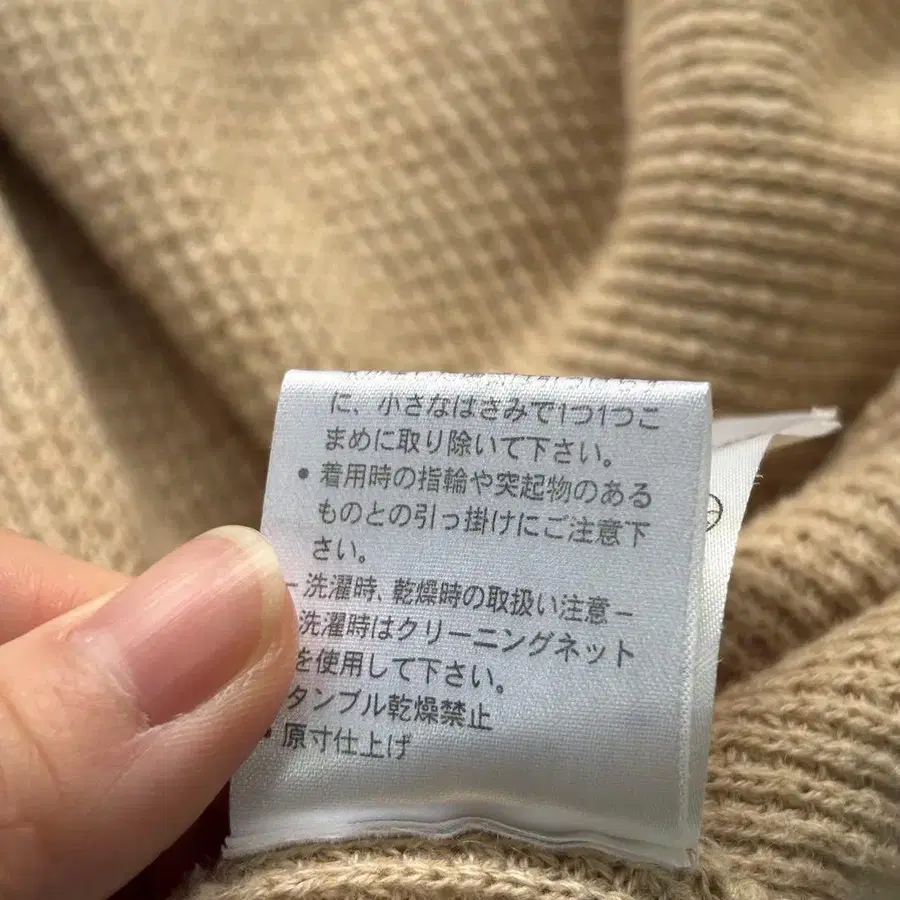 に、小さなはさみで1つ1つこ
まめに取り除いて下さい。
• 着用時の指輪や突起物のある
ものとの引っ掛けにご注意下
さい。
－洗濯時、乾燥時の取扱い注意－
洗濯時はクリーニングネット
を使用して下さい。
タンブル乾燥禁止
• 原寸仕上げ